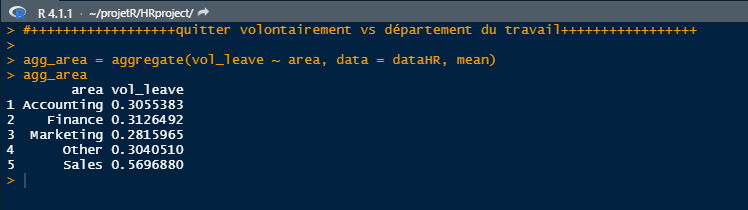 R 4.1.1 · ~/projetR/HRproject/
> #++++++++++++++++++quitter volontairement vs département du travail+++++++++++++++++
>
> agg_area = aggregate(vol_leave ~ area, data = dataHR, mean)
> agg_area
        area vol_leave
1 Accounting 0.3055383
2    Finance 0.3126492
3  Marketing 0.2815965
4      Other 0.3040510
5      Sales 0.5696880
>